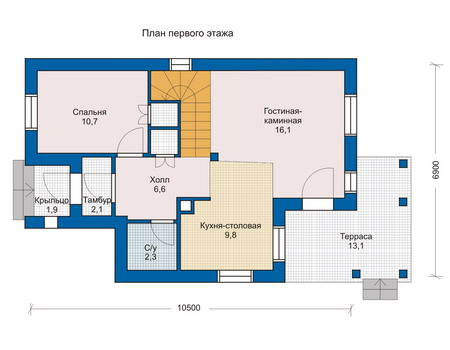 План первого этажа
Спальня
10,7
Гостиная-
каминная
16,1
Холл
6,6
Крыльцо
1,9
Тамбур
2,1
Кухня-столовая
9,8
С/у
2,3
Терраса
13,1
6900
10500